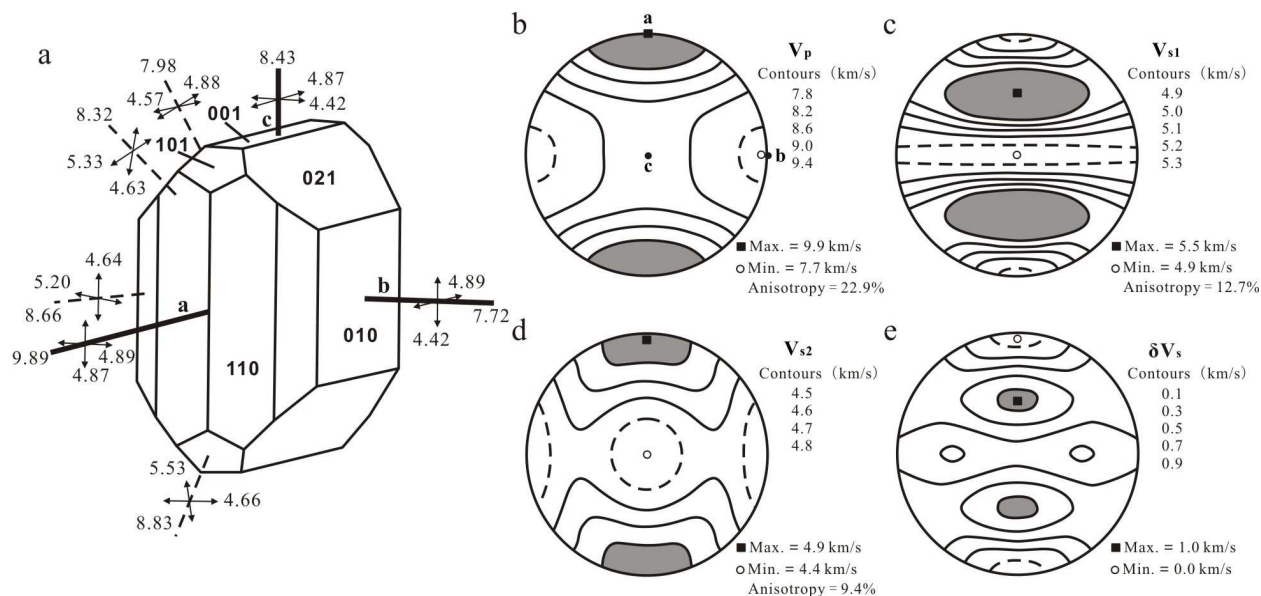 a
8.43
7.98
4.88
4.87
4.57
4.42
8.32
001
c
101
5.33
4.63
021
4.64
5.20
8.66
a
b
4.89
7.72
4.42
010
9.89
4.89
4.87
110
5.53
4.66
8.83
b
a
Vp
Contours (km/s)
7.8
8.2
8.6
9.0
9.4
c
b
Max. = 9.9 km/s
Min. = 7.7 km/s
Anisotropy = 22.9%
c
Vs1
Contours (km/s)
4.9
5.0
5.1
5.2
5.3
Max. = 5.5 km/s
Min. = 4.9 km/s
Anisotropy = 12.7%
d
Vs2
Contours (km/s)
4.5
4.6
4.7
4.8
Max. = 4.9 km/s
Min. = 4.4 km/s
Anisotropy = 9.4%
e
δVs
Contours (km/s)
0.1
0.3
0.5
0.7
0.9
Max. = 1.0 km/s
Min. = 0.0 km/s